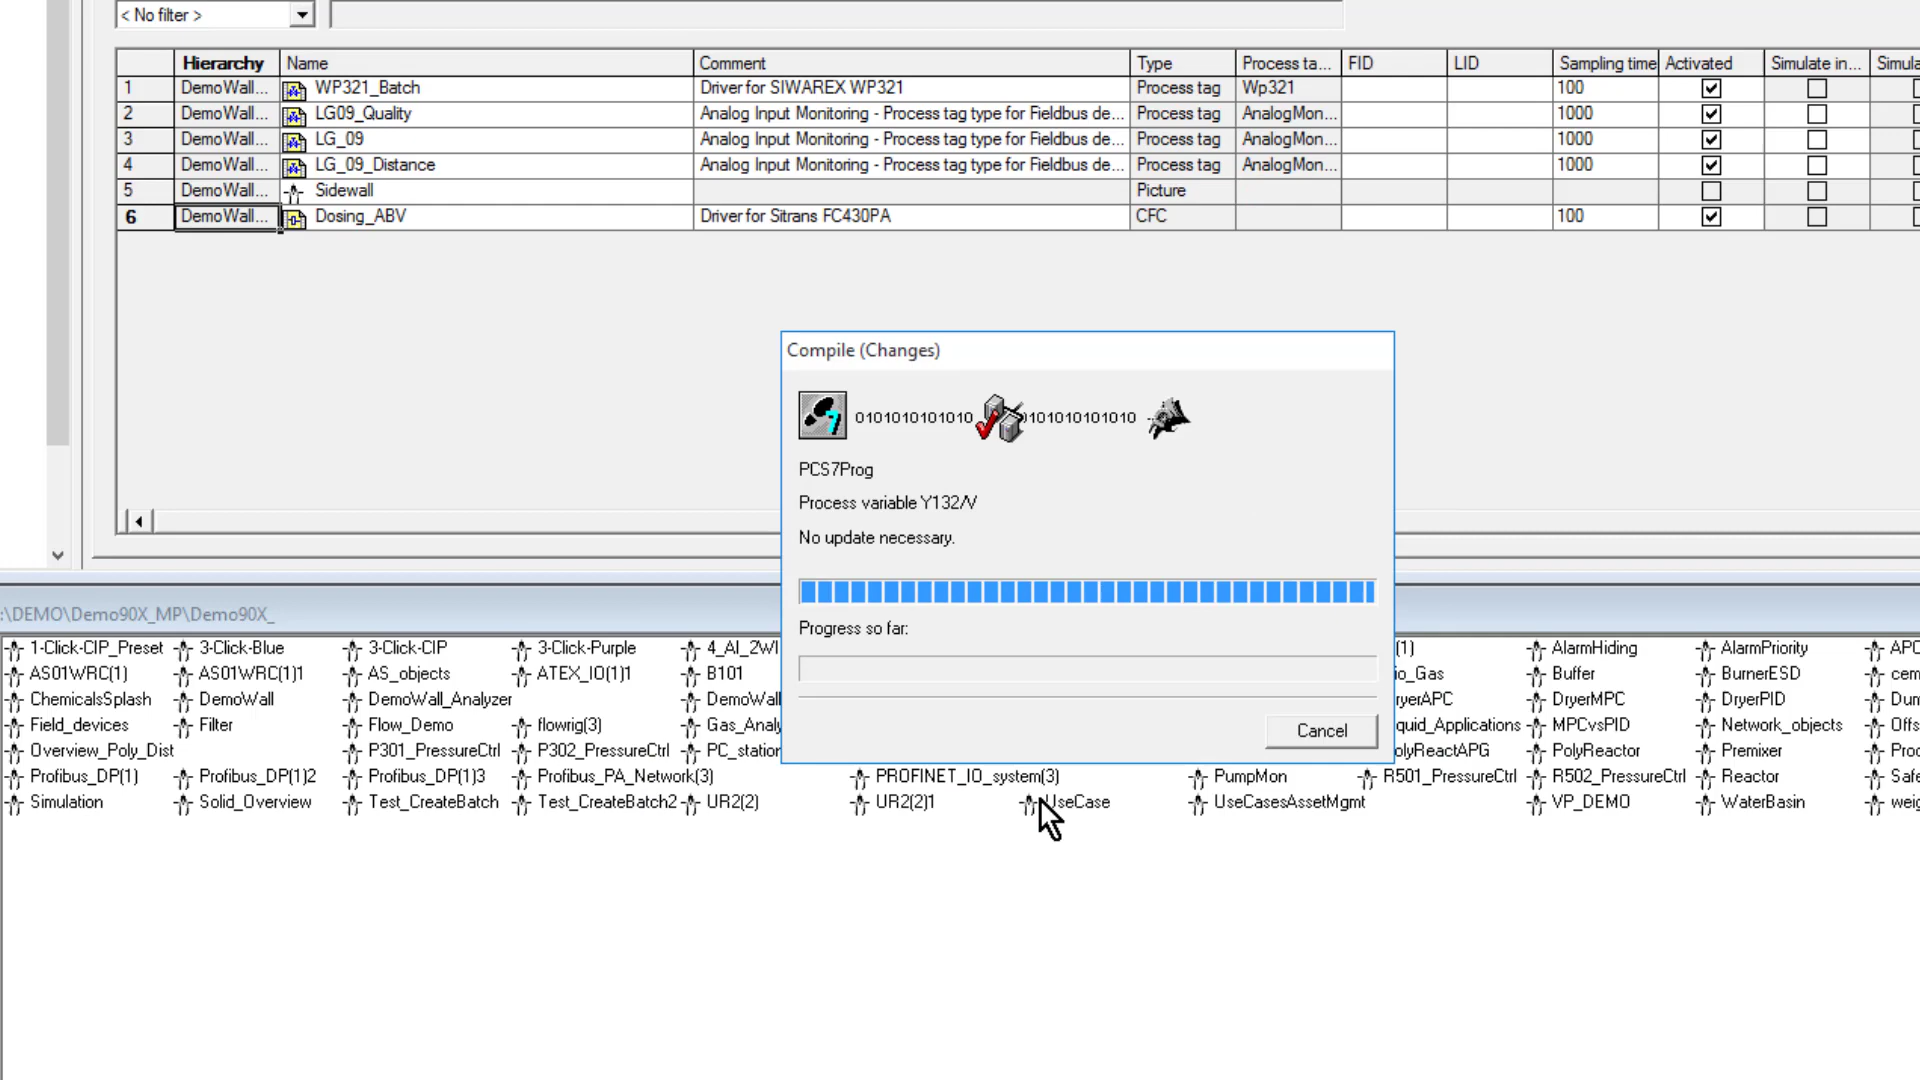 < No filter >
Hierarchy Name Comment Type Process ta... FID LID Sampling time Activated Simulate in... Simula
1 DemoWall... WP321_Batch Driver for SIWAREX WP321 Process tag Wp321 100
2 DemoWall... LG09_Quality Analog Input Monitoring - Process tag type for Fieldbus de... Process tag AnalogMon... 1000
3 DemoWall... LG_09 Analog Input Monitoring - Process tag type for Fieldbus de... Process tag AnalogMon... 1000
4 DemoWall... LG_09_Distance Analog Input Monitoring - Process tag type for Fieldbus de... Process tag AnalogMon... 1000
5 DemoWall... Sidewall Picture
6 DemoWall... Dosing_ABV Driver for Sitrans FC430PA CFC 100
Compile (Changes)
0101010101010 0101010101010
PCS7Prog
Process variable Y132/V
No update necessary.
Progress so far:
Cancel
:\DEMO\Demo90X_MP\Demo90X_
1-Click-CIP_Preset 3-Click-Blue 3-Click-CIP 3-Click-Purple 4_AI_2WI (1) AlarmHiding AlarmPriority APC
AS01WRC(1) AS01WRC(1)1 AS_objects ATEX_IO(1)1 B101 io_Gas Buffer BurnerESD cem
ChemicalsSplash DemoWall DemoWall_Analyzer DemoWall ryerAPC DryerMPC DryerPID Dum
Field_devices Filter Flow_Demo flowrig(3) Gas_Analy quid_Applications MPCvsPID Network_objects Offs
Overview_Poly_Dist P301_PressureCtrl P302_PressureCtrl PC_station olyReactAPG PolyReactor Premixer Proc
Profibus_DP(1) Profibus_DP(1)2 Profibus_DP(1)3 Profibus_PA_Network(3) PROFINET_IO_system(3) PumpMon R501_PressureCtrl R502_PressureCtrl Reactor Safe
Simulation Solid_Overview Test_CreateBatch Test_CreateBatch2 UR2(2) UR2(2)1 UseCase UseCasesAssetMgmt VP_DEMO WaterBasin weig